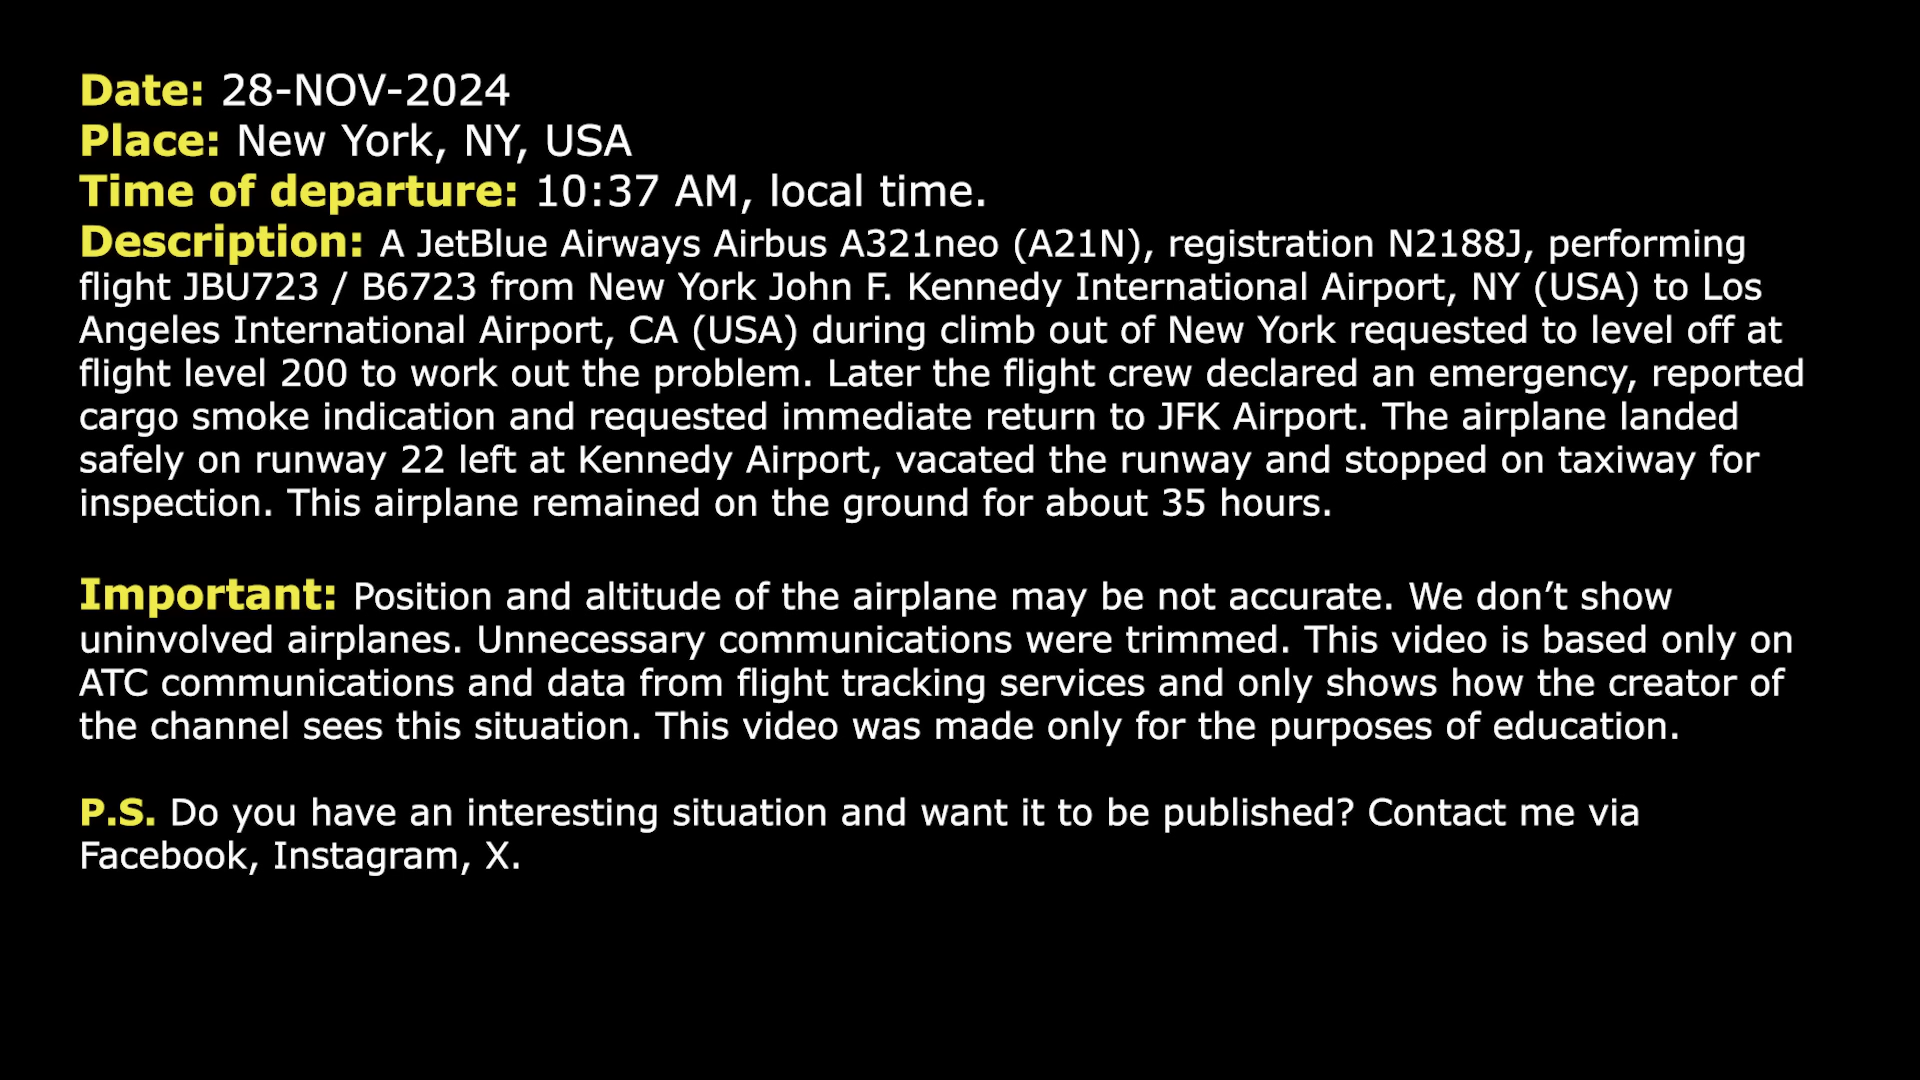 Date: 28-NOV-2024
Place: New York, NY, USA
Time of departure: 10:37 AM, local time.
Description: A JetBlue Airways Airbus A321neo (A21N), registration N2188J, performing
flight JBU723 / B6723 from New York John F. Kennedy International Airport, NY (USA) to Los
Angeles International Airport, CA (USA) during climb out of New York requested to level off at
flight level 200 to work out the problem. Later the flight crew declared an emergency, reported
cargo smoke indication and requested immediate return to JFK Airport. The airplane landed
safely on runway 22 left at Kennedy Airport, vacated the runway and stopped on taxiway for
inspection. This airplane remained on the ground for about 35 hours.
Important: Position and altitude of the airplane may be not accurate. We don’t show
uninvolved airplanes. Unnecessary communications were trimmed. This video is based only on
ATC communications and data from flight tracking services and only shows how the creator of
the channel sees this situation. This video was made only for the purposes of education.
P.S. Do you have an interesting situation and want it to be published? Contact me via
Facebook, Instagram, X.